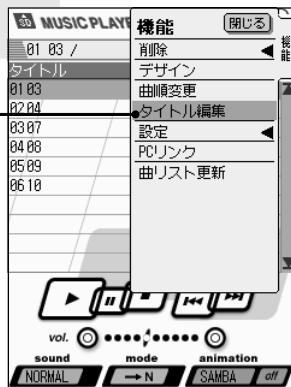 MUSIC PLAY
01 03 /
タイトル
01 03
02 04
03 07
04 08
05 09
06 10
機能
閉じる
削除
デザイン
曲順変更
タイトル編集
設定
PCリンク
曲リスト更新
機能
vol.
sound
mode
animation
NORMAL
→ N
SAMBA
off